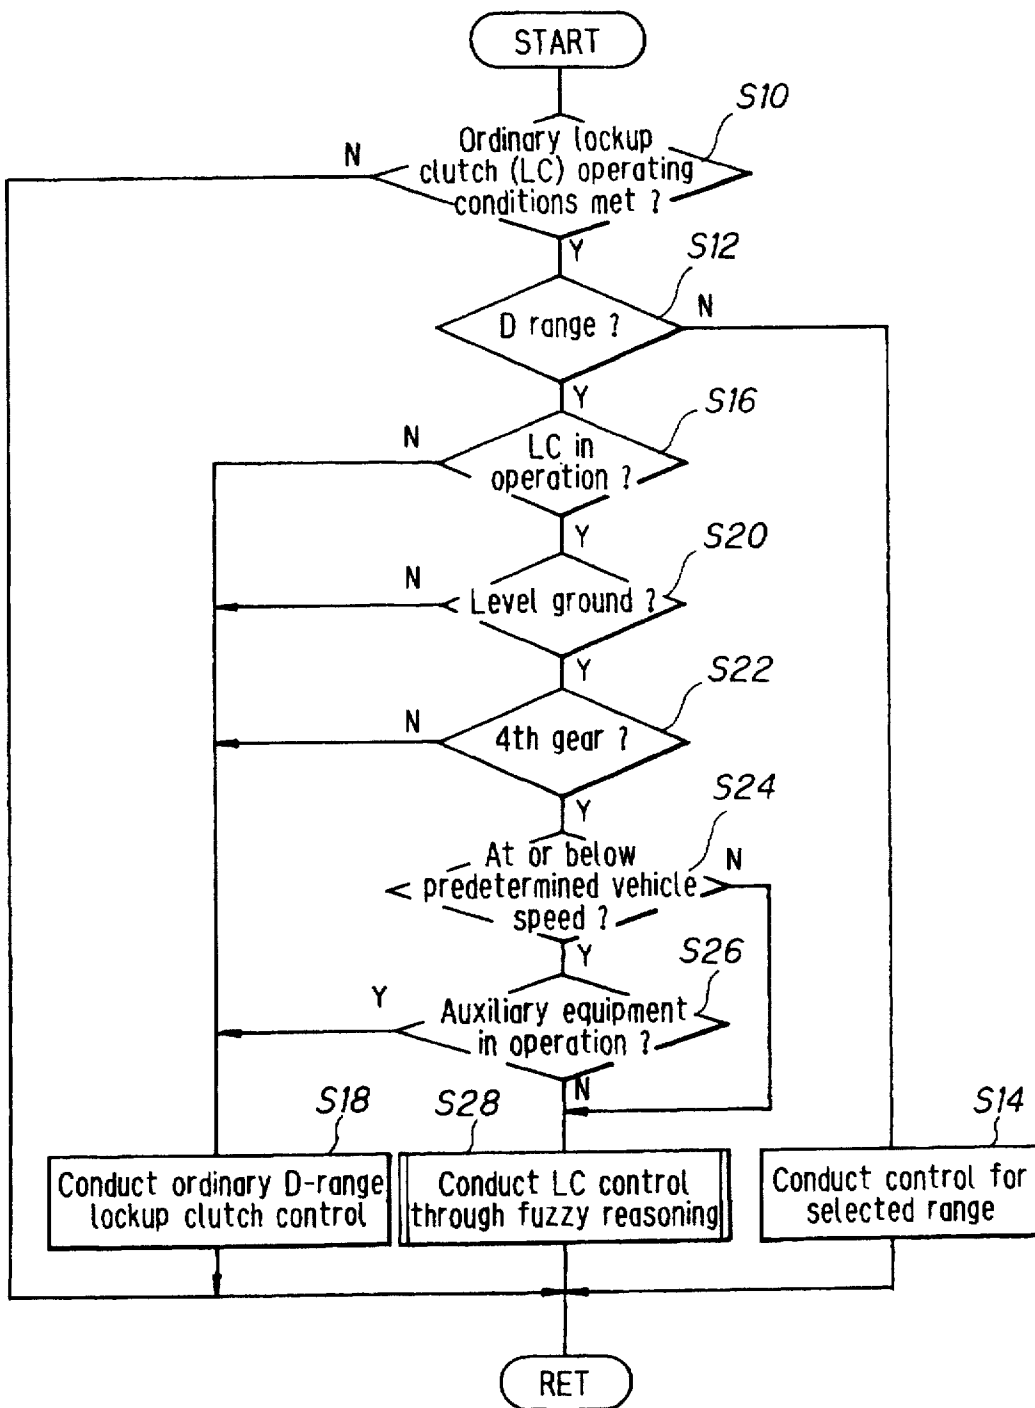 START
S10
Ordinary lockup
clutch (LC) operating
conditions met ?
N
Y
S12
D range ?
N
Y
S16
LC in
operation ?
N
Y
S20
Level ground ?
N
Y
S22
4th gear ?
N
Y
S24
At or below
predetermined vehicle
speed ?
N
Y
S26
Auxiliary equipment
in operation ?
Y
N
S18
Conduct ordinary D-range
lockup clutch control
S28
Conduct LC control
through fuzzy reasoning
S14
Conduct control for
selected range
RET